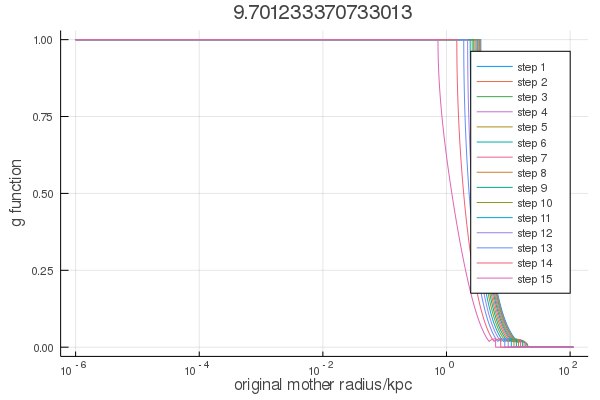 9.701233370733013
g function
1.00
0.75
0.50
0.25
0.00
step 1
step 2
step 3
step 4
step 5
step 6
step 7
step 8
step 9
step 10
step 11
step 12
step 13
step 14
step 15
10^-6 10^-4 10^-2 10^0 10^2
original mother radius/kpc